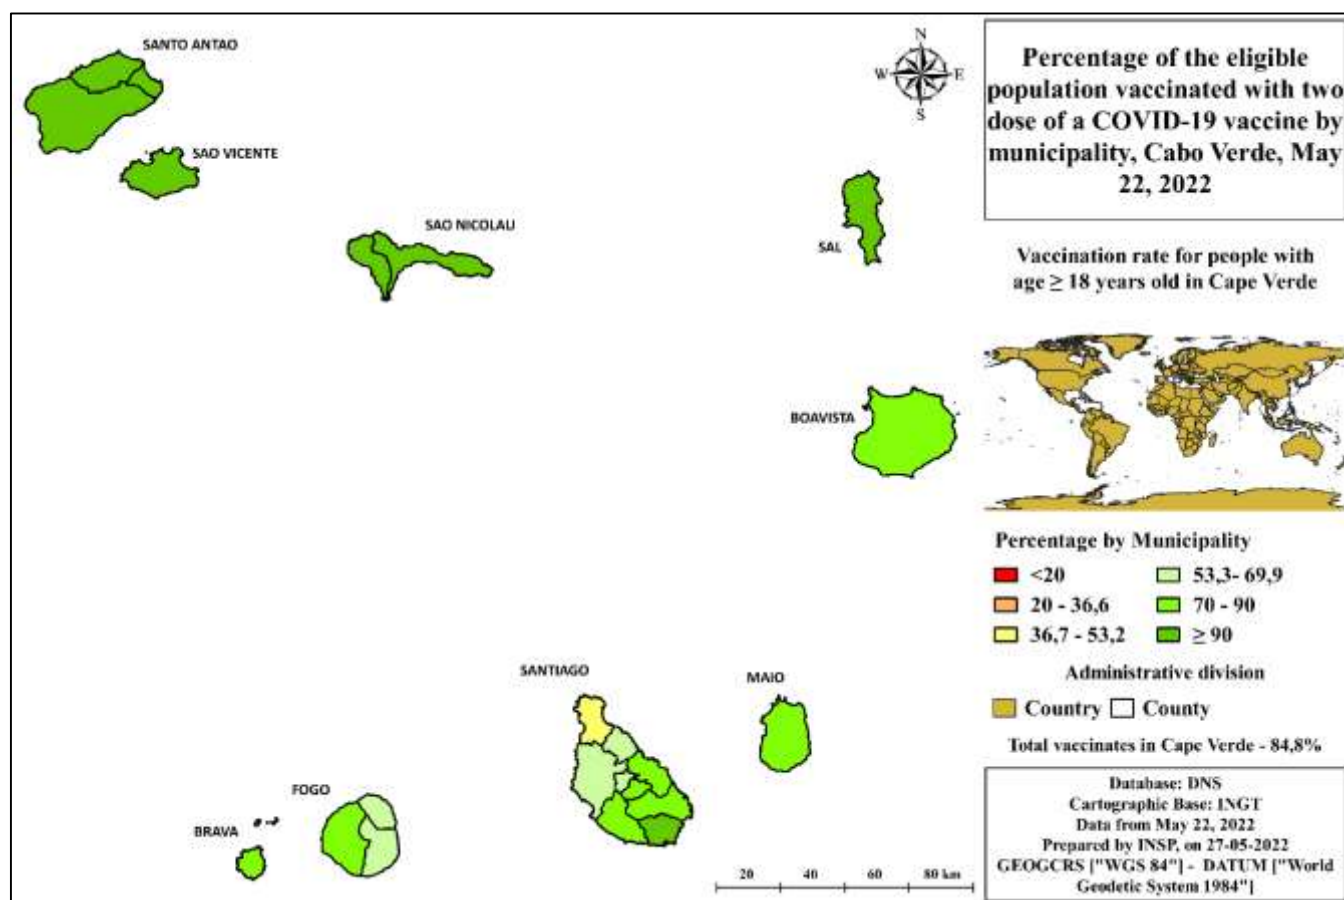 SANTO ANTAO
SAO VICENTE
SAO NICOLAU
SAL
BOAVISTA
SANTIAGO
MAIO
FOGO
BRAVA
N
W E
S
20 40 60 80 km
Percentage of the eligible
population vaccinated with two
dose of a COVID-19 vaccine by
municipality, Cabo Verde, May
22, 2022
Vaccination rate for people with
age ≥ 18 years old in Cape Verde
Percentage by Municipality
<20
20 - 36,6
36,7 - 53,2
53,3- 69,9
70 - 90
≥ 90
Administrative division
Country County
Total vaccinates in Cape Verde - 84,8%
Database: DNS
Cartographic Base: INGT
Data from May 22, 2022
Prepared by INSP, on 27-05-2022
GEOGCRS ["WGS 84"] - DATUM ["World
Geodetic System 1984"]